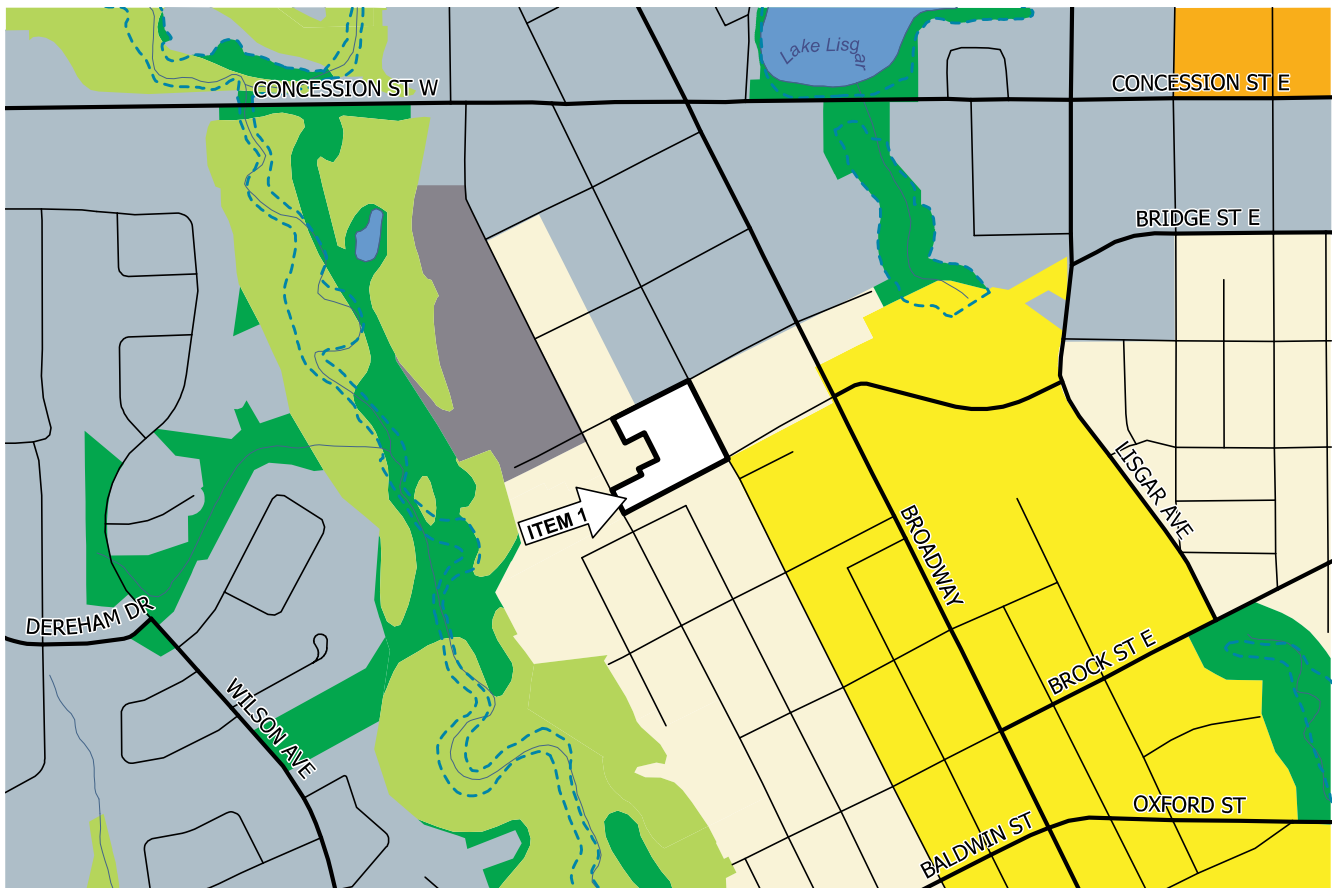 Lake Lisgar
CONCESSION ST W
CONCESSION ST E
BRIDGE ST E
LISGAR AVE
ITEM 1
BROADWAY
DEREHAM DR
BROCK ST E
WILSON AVE
OXFORD ST
BALDWIN ST